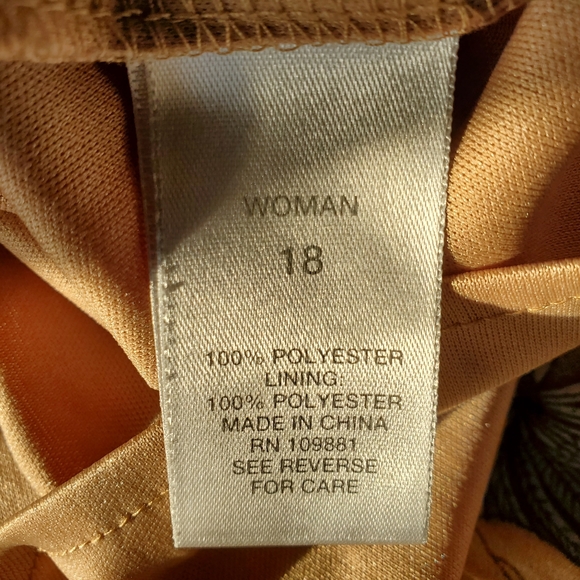 WOMAN
18
100% POLYESTER
LINING:
100% POLYESTER
MADE IN CHINA
RN 109881
SEE REVERSE
FOR CARE